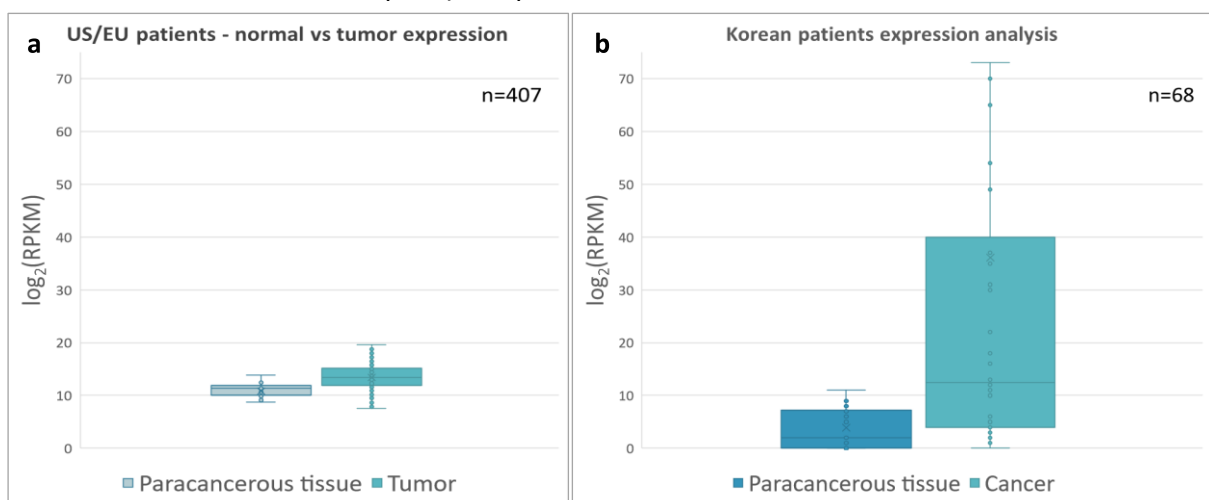 a
US/EU patients - normal vs tumor expression
n=407
70
60
50
40
30
20
10
0
log2(RPKM)
Paracancerous tissue
Tumor
b
Korean patients expression analysis
n=68
70
60
50
40
30
20
10
0
log2(RPKM)
Paracancerous tissue
Cancer